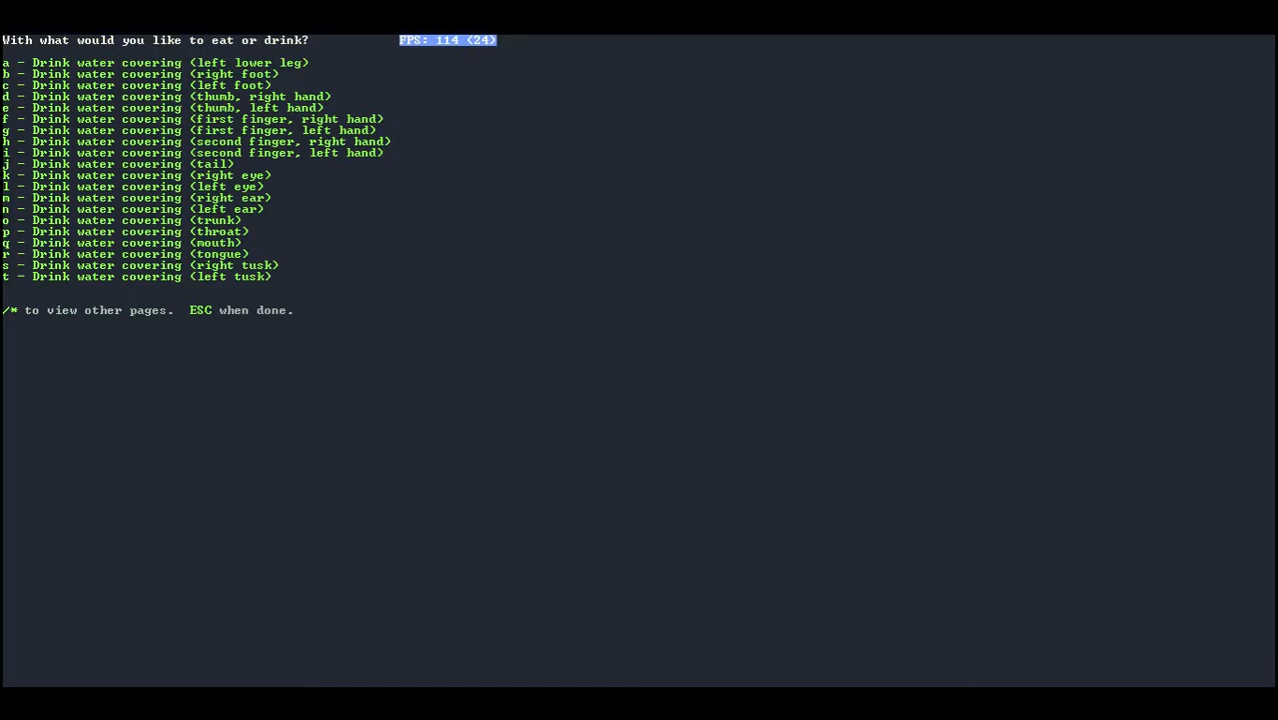 With what would you like to eat or drink? FPS: 114 (24)
a - Drink water covering (left lower leg)
b - Drink water covering (right foot)
c - Drink water covering (left foot)
d - Drink water covering (thumb, right hand)
e - Drink water covering (thumb, left hand)
f - Drink water covering (first finger, right hand)
g - Drink water covering (first finger, left hand)
h - Drink water covering (second finger, right hand)
i - Drink water covering (second finger, left hand)
j - Drink water covering (tail)
k - Drink water covering (right eye)
l - Drink water covering (left eye)
m - Drink water covering (right ear)
n - Drink water covering (left ear)
o - Drink water covering (trunk)
p - Drink water covering (throat)
q - Drink water covering (mouth)
r - Drink water covering (tongue)
s - Drink water covering (right tusk)
t - Drink water covering (left tusk)
/* to view other pages.  ESC when done.